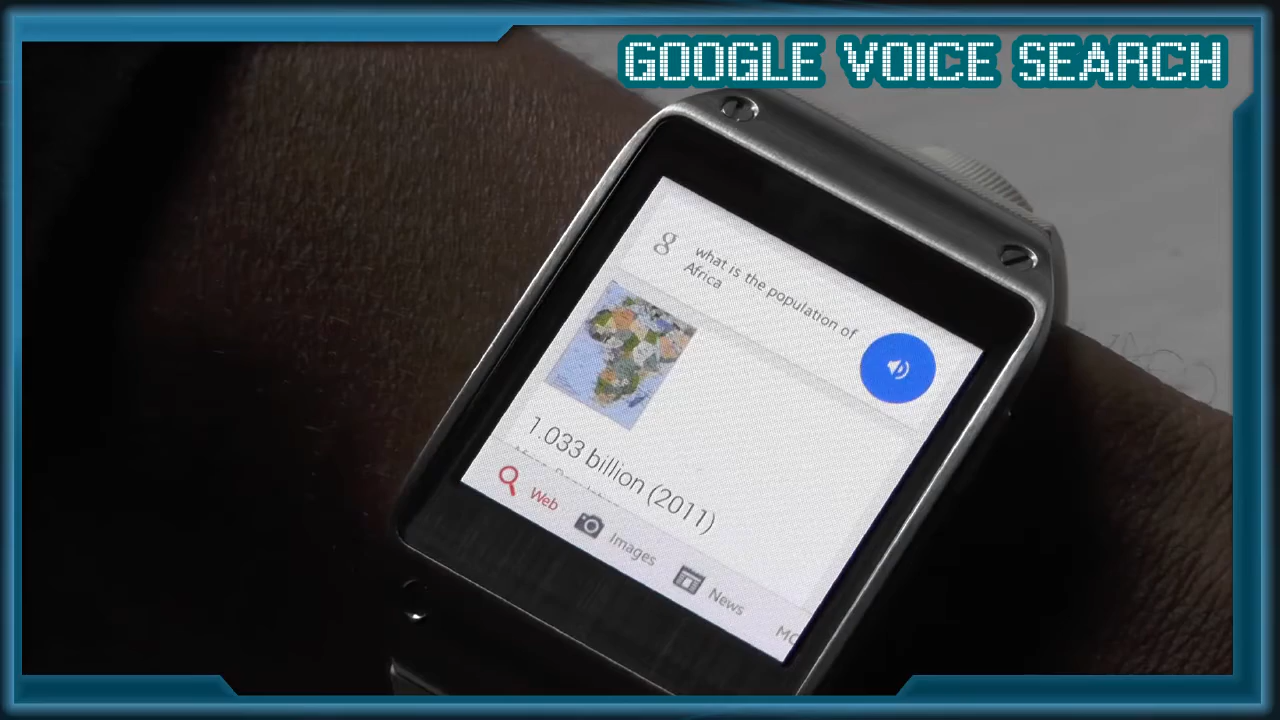 GOOGLE VOICE SEARCH
g
what is the population of
Africa
1.033 billion (2011)
Web
Images
News